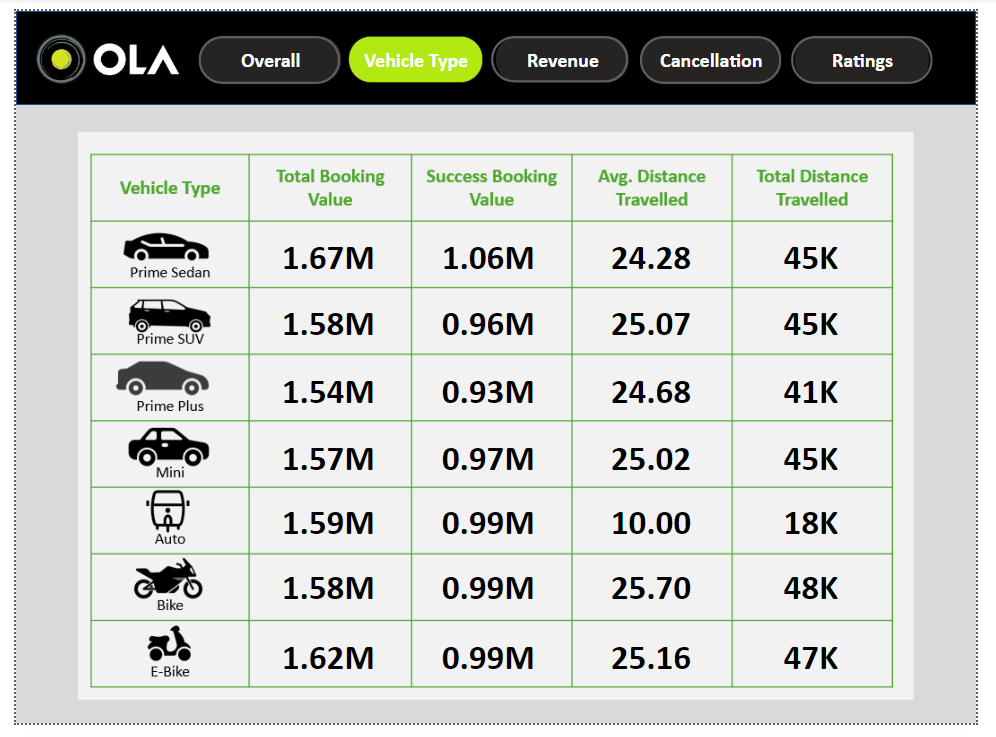 OLA
Overall
Vehicle Type
Revenue
Cancellation
Ratings
Vehicle Type
Total Booking
Value
Success Booking
Value
Avg. Distance
Travelled
Total Distance
Travelled
Prime Sedan
1.67M
1.06M
24.28
45K
Prime SUV
1.58M
0.96M
25.07
45K
Prime Plus
1.54M
0.93M
24.68
41K
Mini
1.57M
0.97M
25.02
45K
Auto
1.59M
0.99M
10.00
18K
Bike
1.58M
0.99M
25.70
48K
E-Bike
1.62M
0.99M
25.16
47K